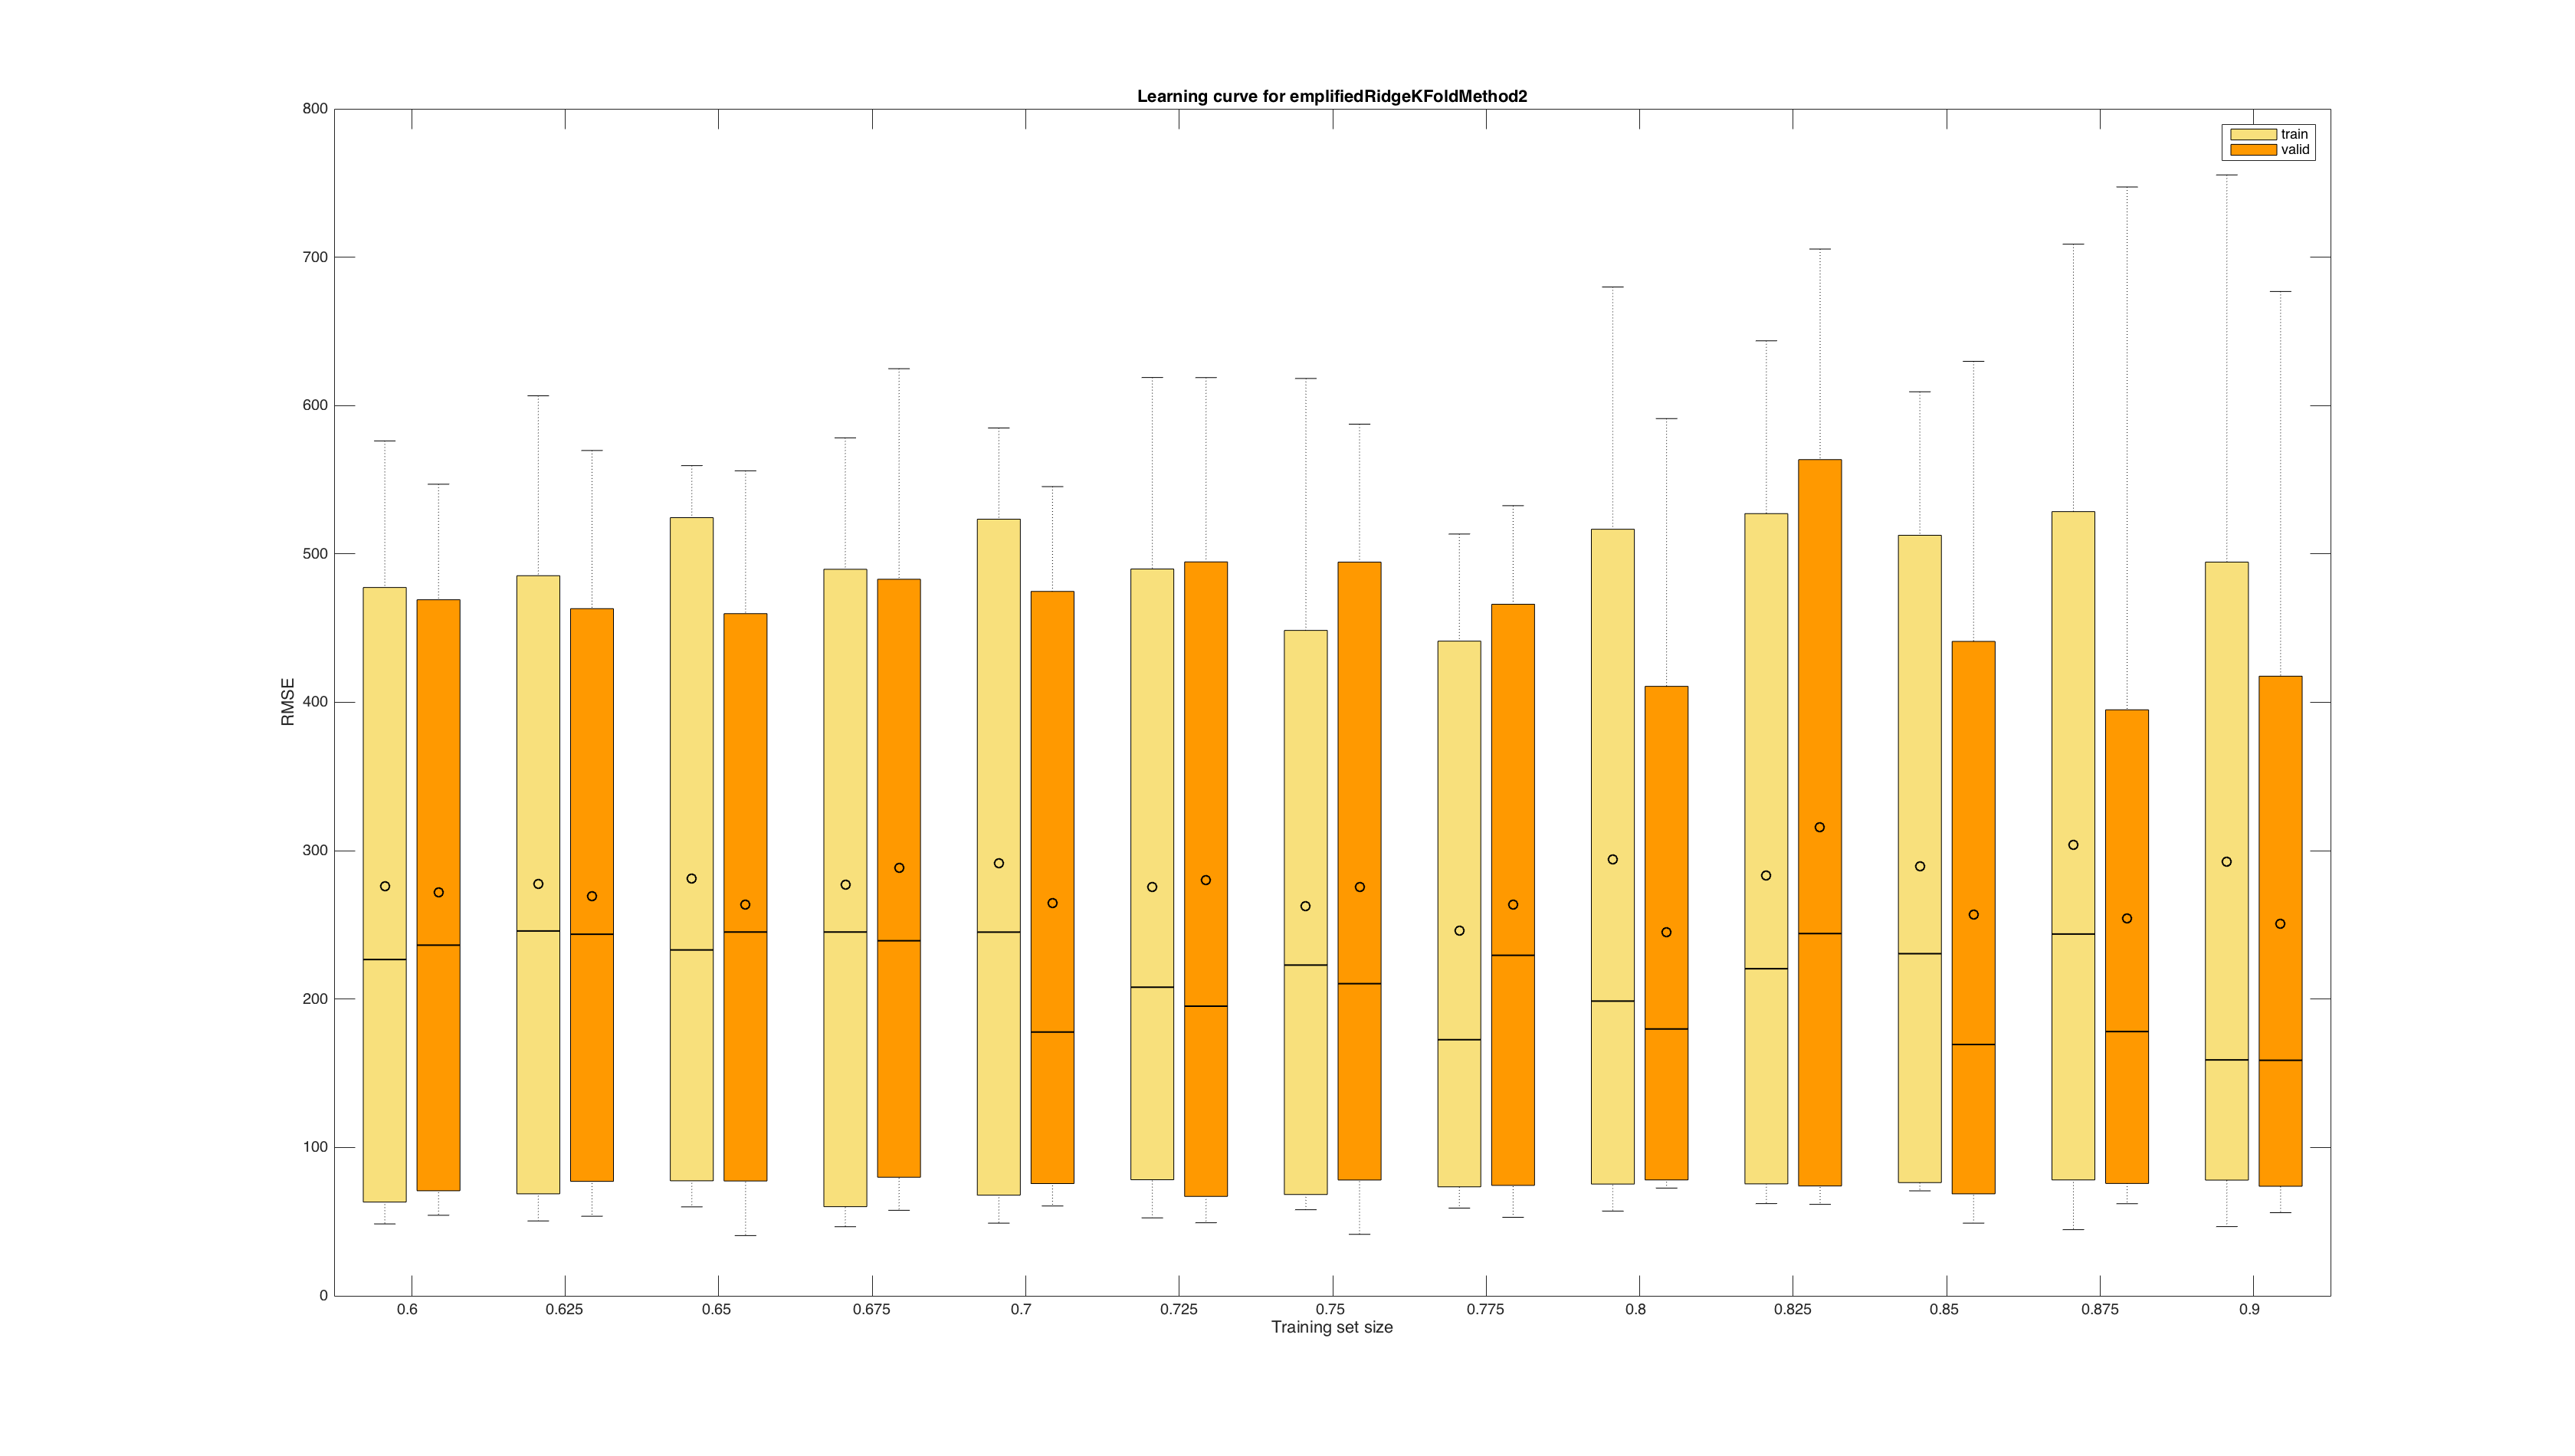 Learning curve for emplifiedRidgeKFoldMethod2
train
valid
800
700
600
500
400
300
200
100
0
RMSE
0.6 0.625 0.65 0.675 0.7 0.725 0.75 0.775 0.8 0.825 0.85 0.875 0.9
Training set size